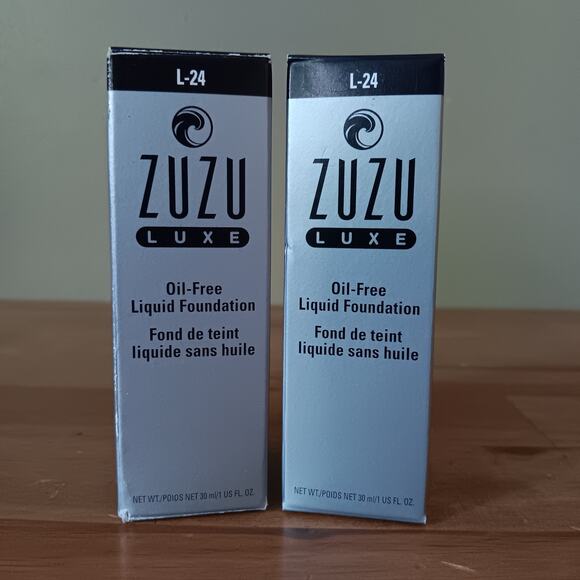 L-24
ZUZU
LUXE
Oil-Free
Liquid Foundation
Fond de teint
liquide sans huile
NET WT./POIDS NET 30 ml/1 US FL. OZ.
L-24
ZUZU
LUXE
Oil-Free
Liquid Foundation
Fond de teint
liquide sans huile
NET WT./POIDS NET 30 ml/1 US FL. OZ.